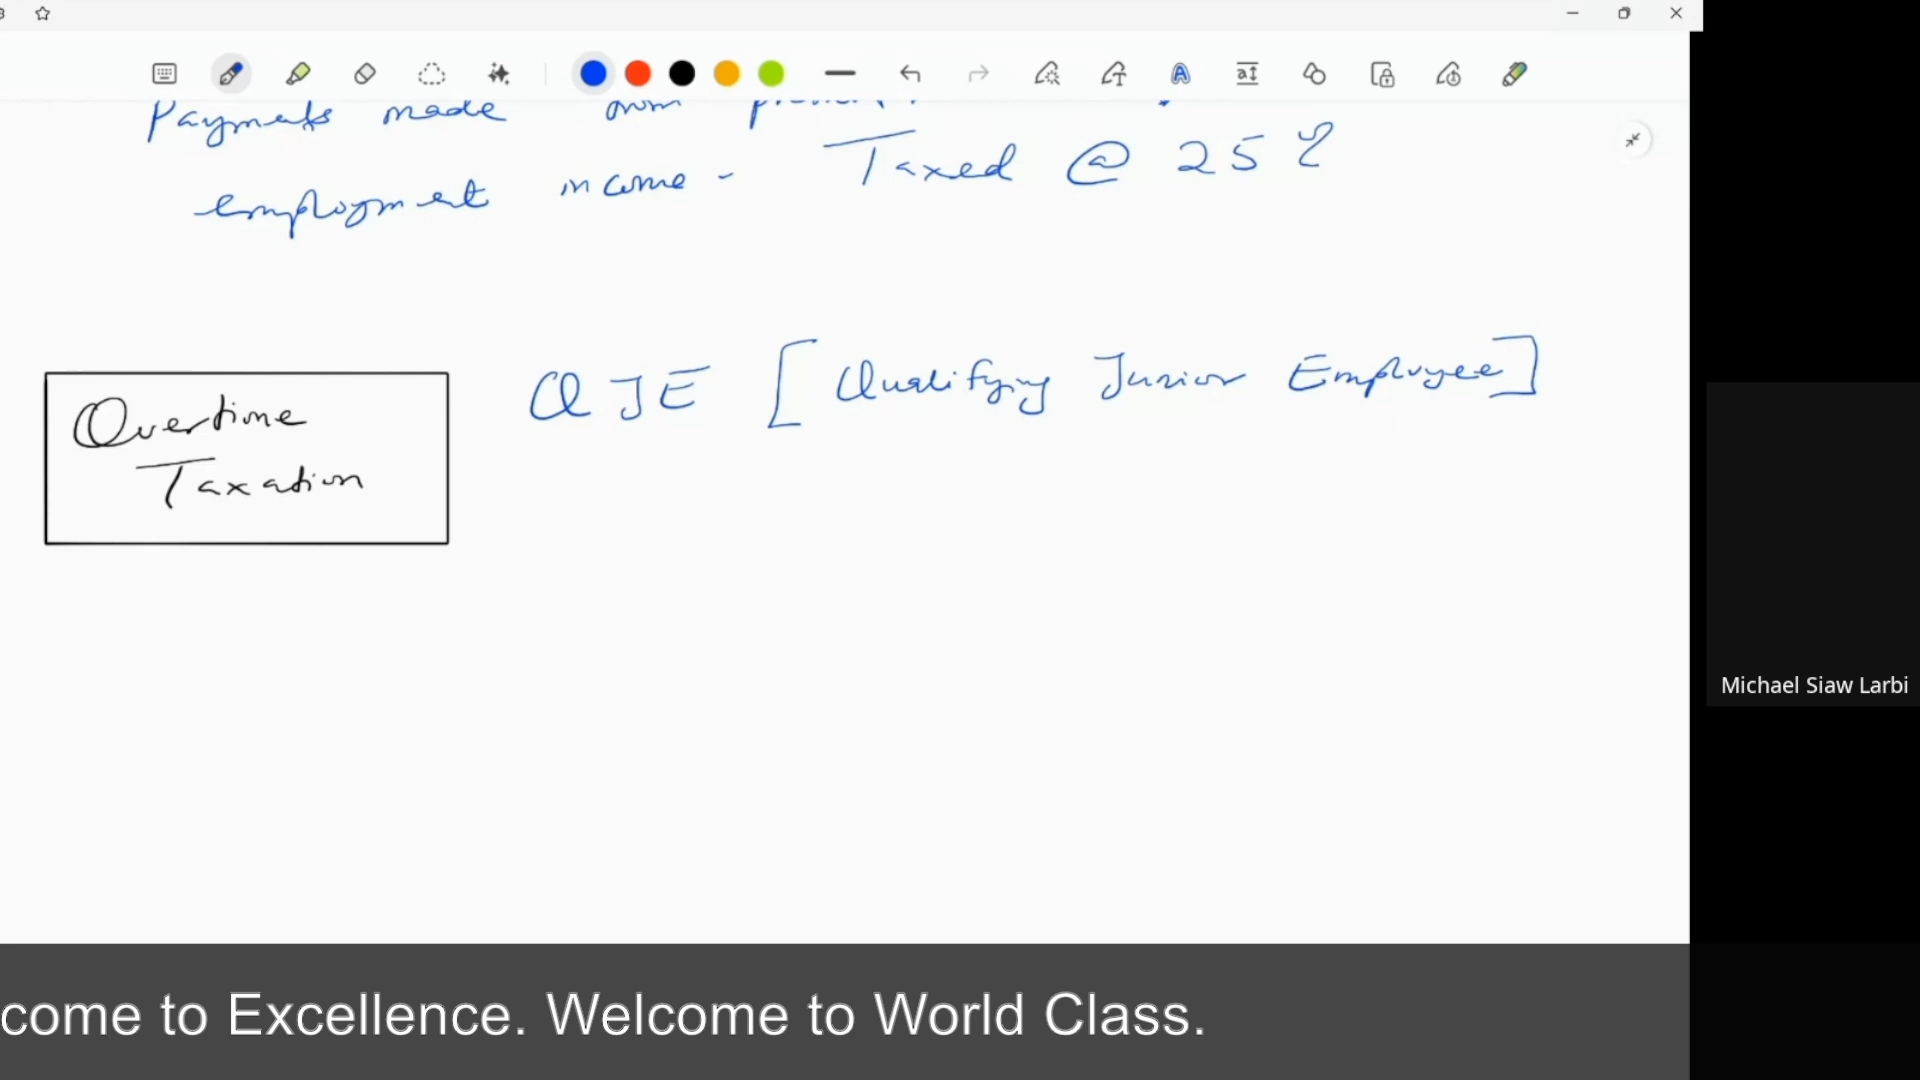 Payments made from
employment income - Taxed @ 25%
QJE [Qualifying Junior Employee]
Overtime
Taxation
Michael Siaw Larbi
come to Excellence. Welcome to World Class.